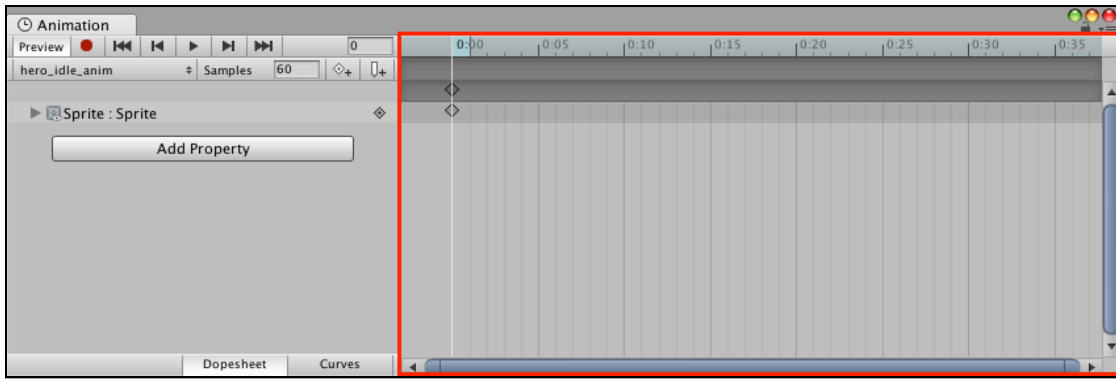 Animation
Preview 0 0:00 0:05 0:10 0:15 0:20 0:25 0:30 0:35
hero_idle_anim Samples 60
Sprite : Sprite
Add Property
Dopesheet Curves